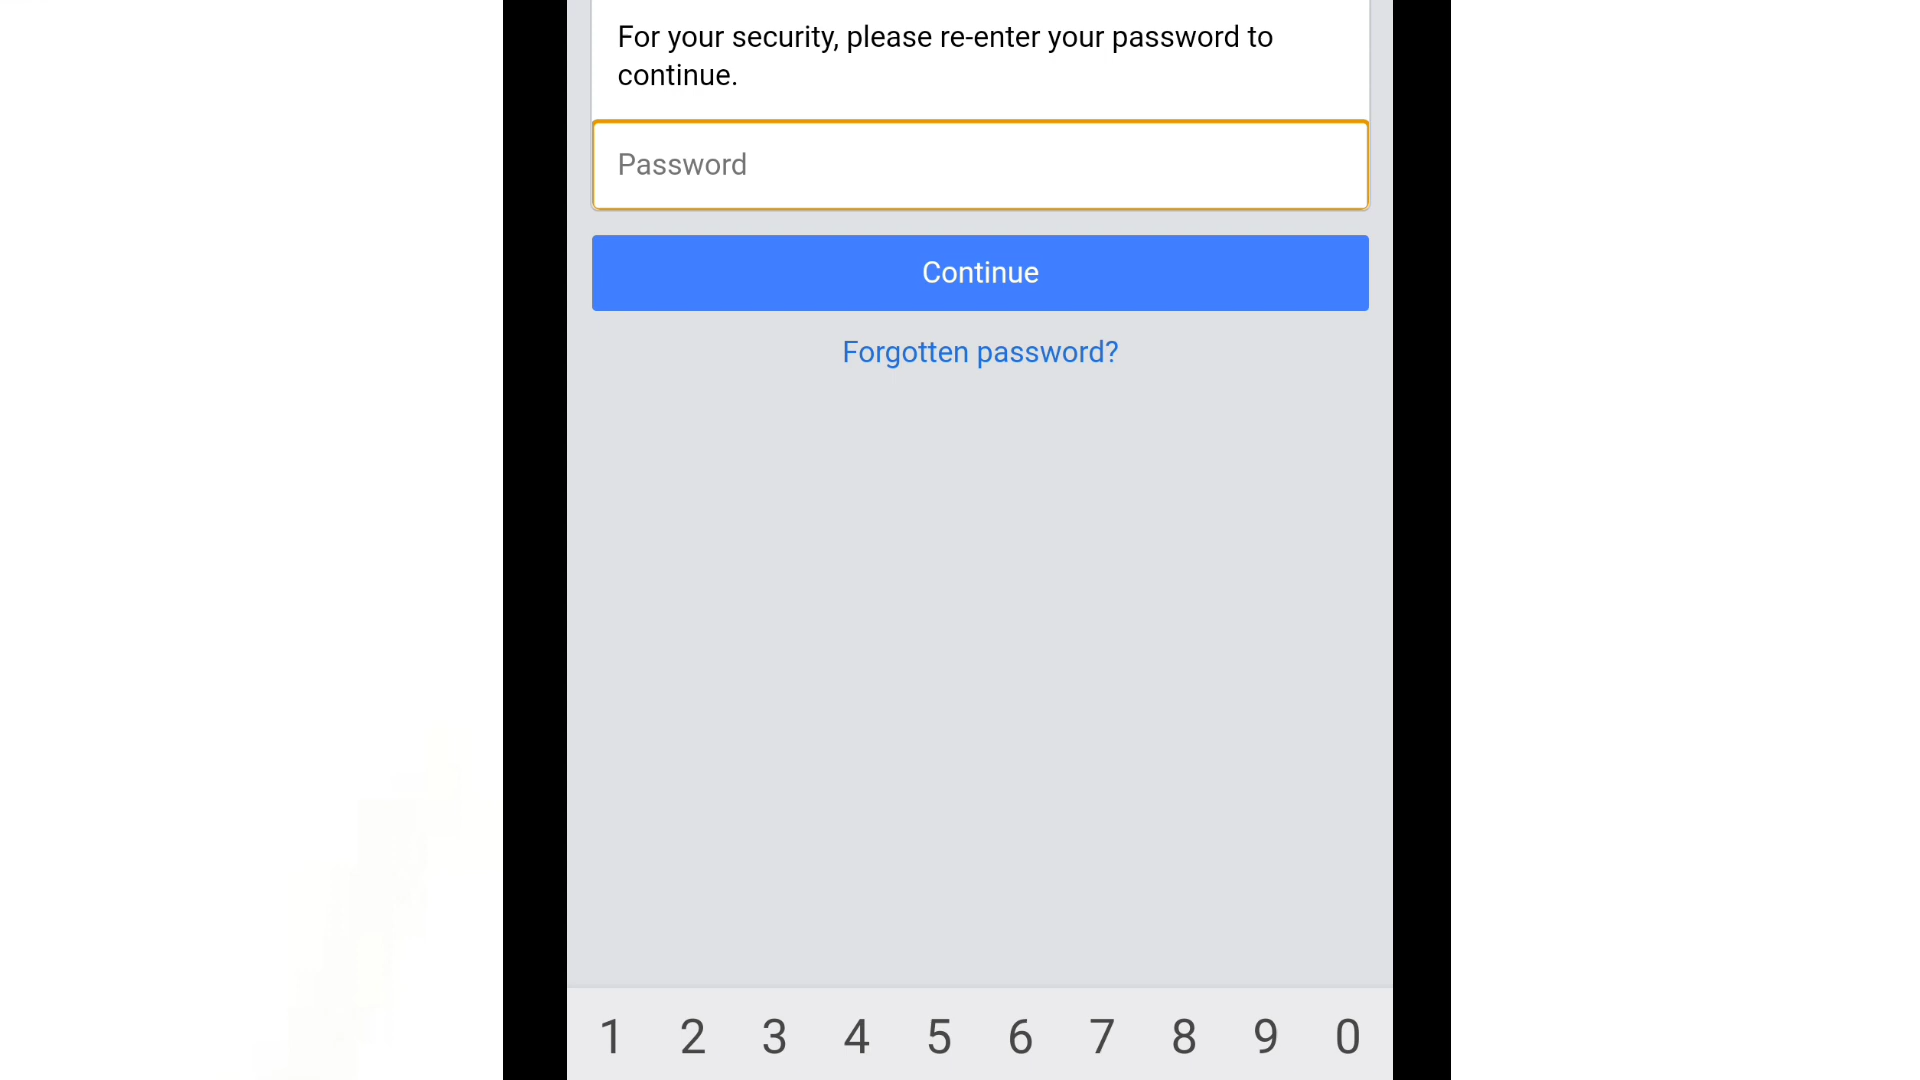 For your security, please re-enter your password to
continue.
Password
Continue
Forgotten password?
1 2 3 4 5 6 7 8 9 0